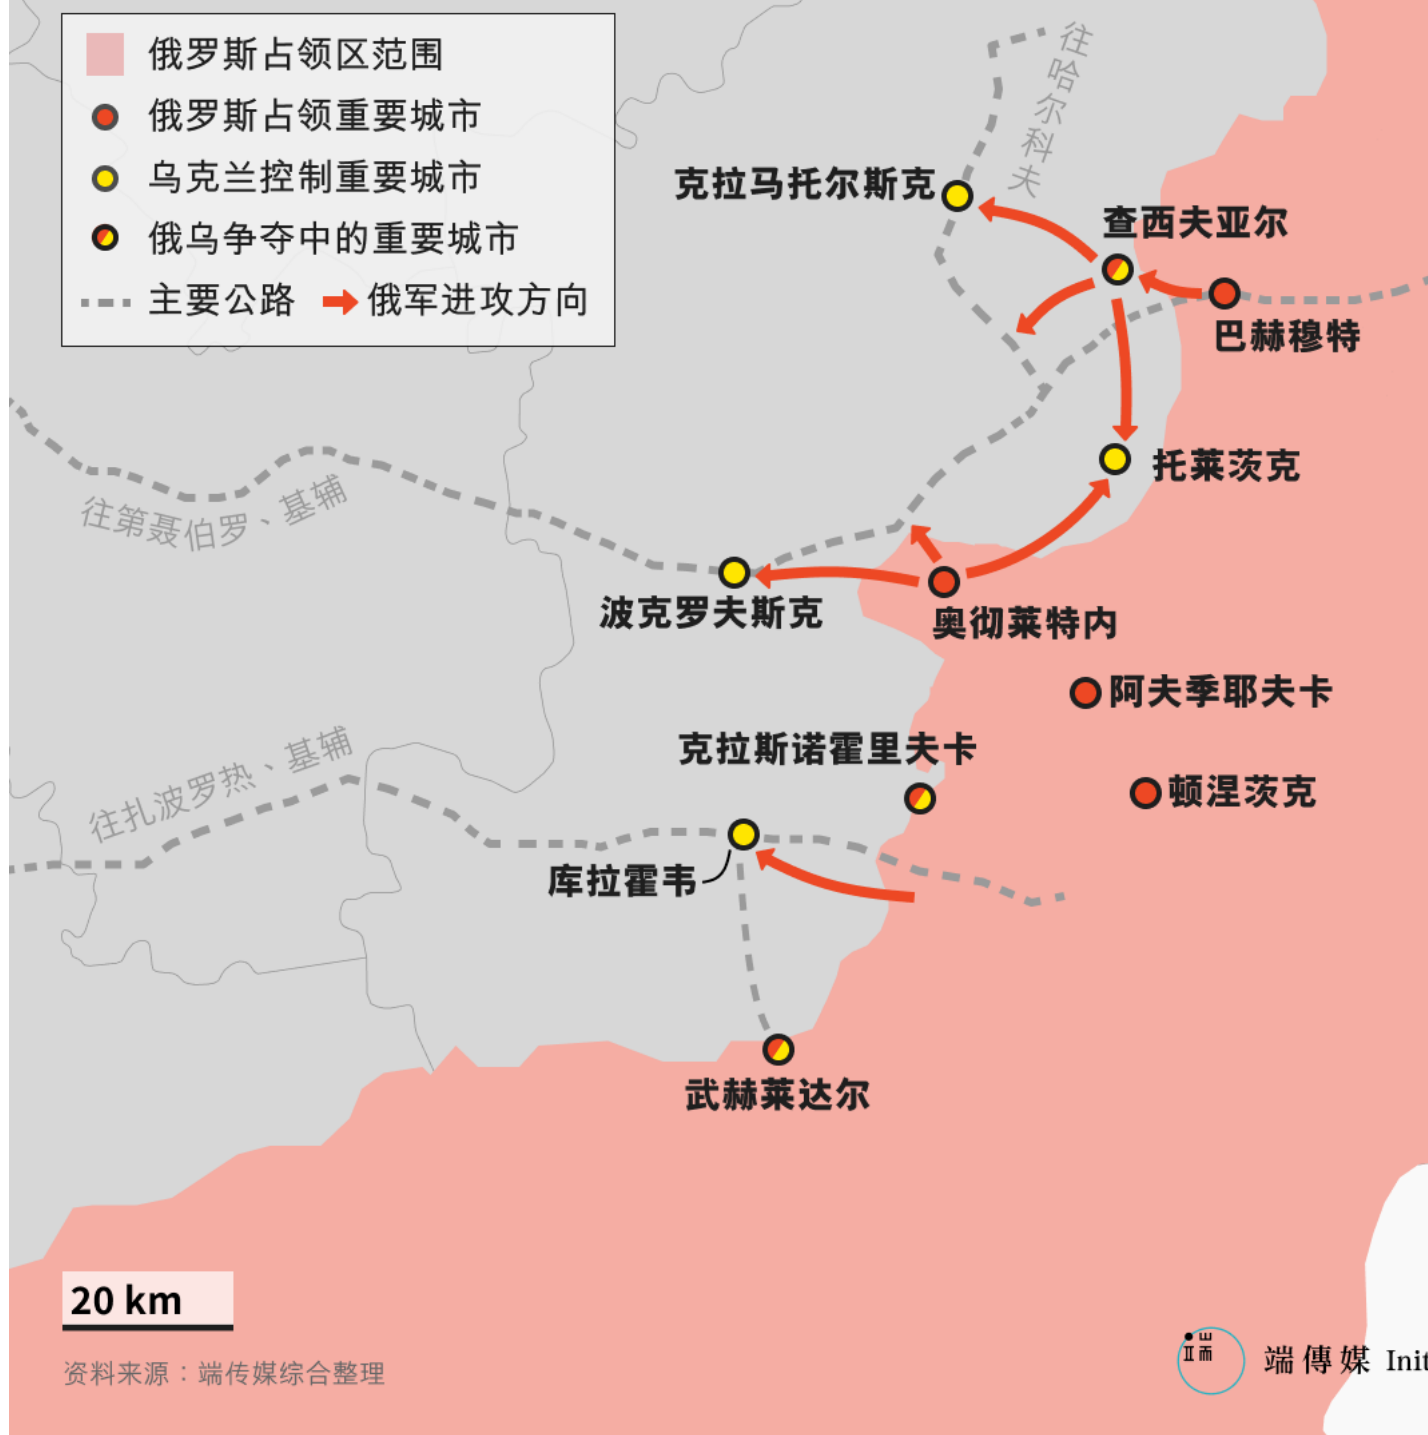 俄罗斯占领区范围
俄罗斯占领重要城市
乌克兰控制重要城市
俄乌争夺中的重要城市
主要公路
俄军进攻方向
往哈尔科夫
克拉马托尔斯克
查西夫亚尔
巴赫穆特
托莱茨克
往第聂伯罗、基辅
波克罗夫斯克
奥彻莱特内
阿夫季耶夫卡
克拉斯诺霍里夫卡
往扎波罗热、基辅
顿涅茨克
库拉霍韦
武赫莱达尔
20 km
资料来源：端传媒综合整理
端傳媒 Init